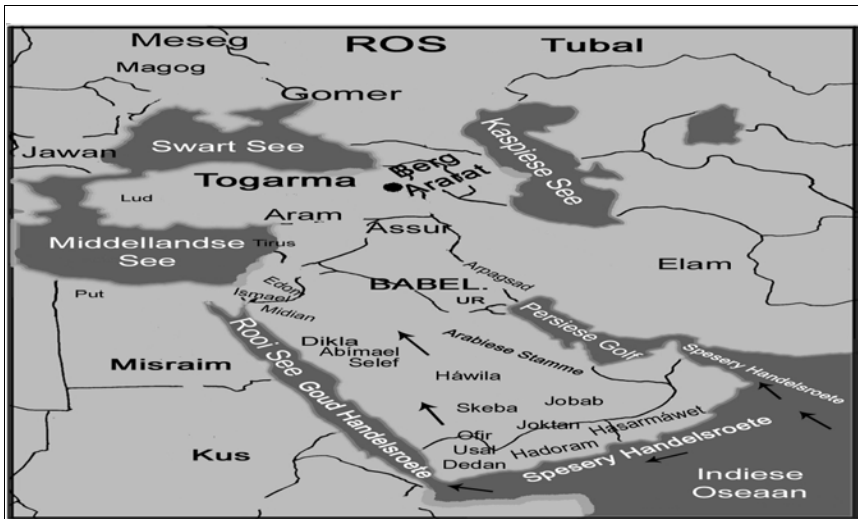 Meseg
ROS
Tubal
Magog
Gomer
Kaspiese See
Jawan
Swart See
Berg
Ararat
Togarma
Lud
Aram
Assur
Middellandse
See
Tirus
Elam
Arpagsad
Edom
BABEL.
Ismael
UR
Put
Midian
Persiese Golf
Rooi See Goud Handelsroete
Dikla
Abimael
Selef
Arabiese Stamme
Spesery Handelsroete
Misraim
Háwila
Skeba
Jobab
Joktan
Hasarmáwet
Ofir
Usal
Hadoram
Dedan
Kus
Spesery Handelsroete
Indiese
Oseaan